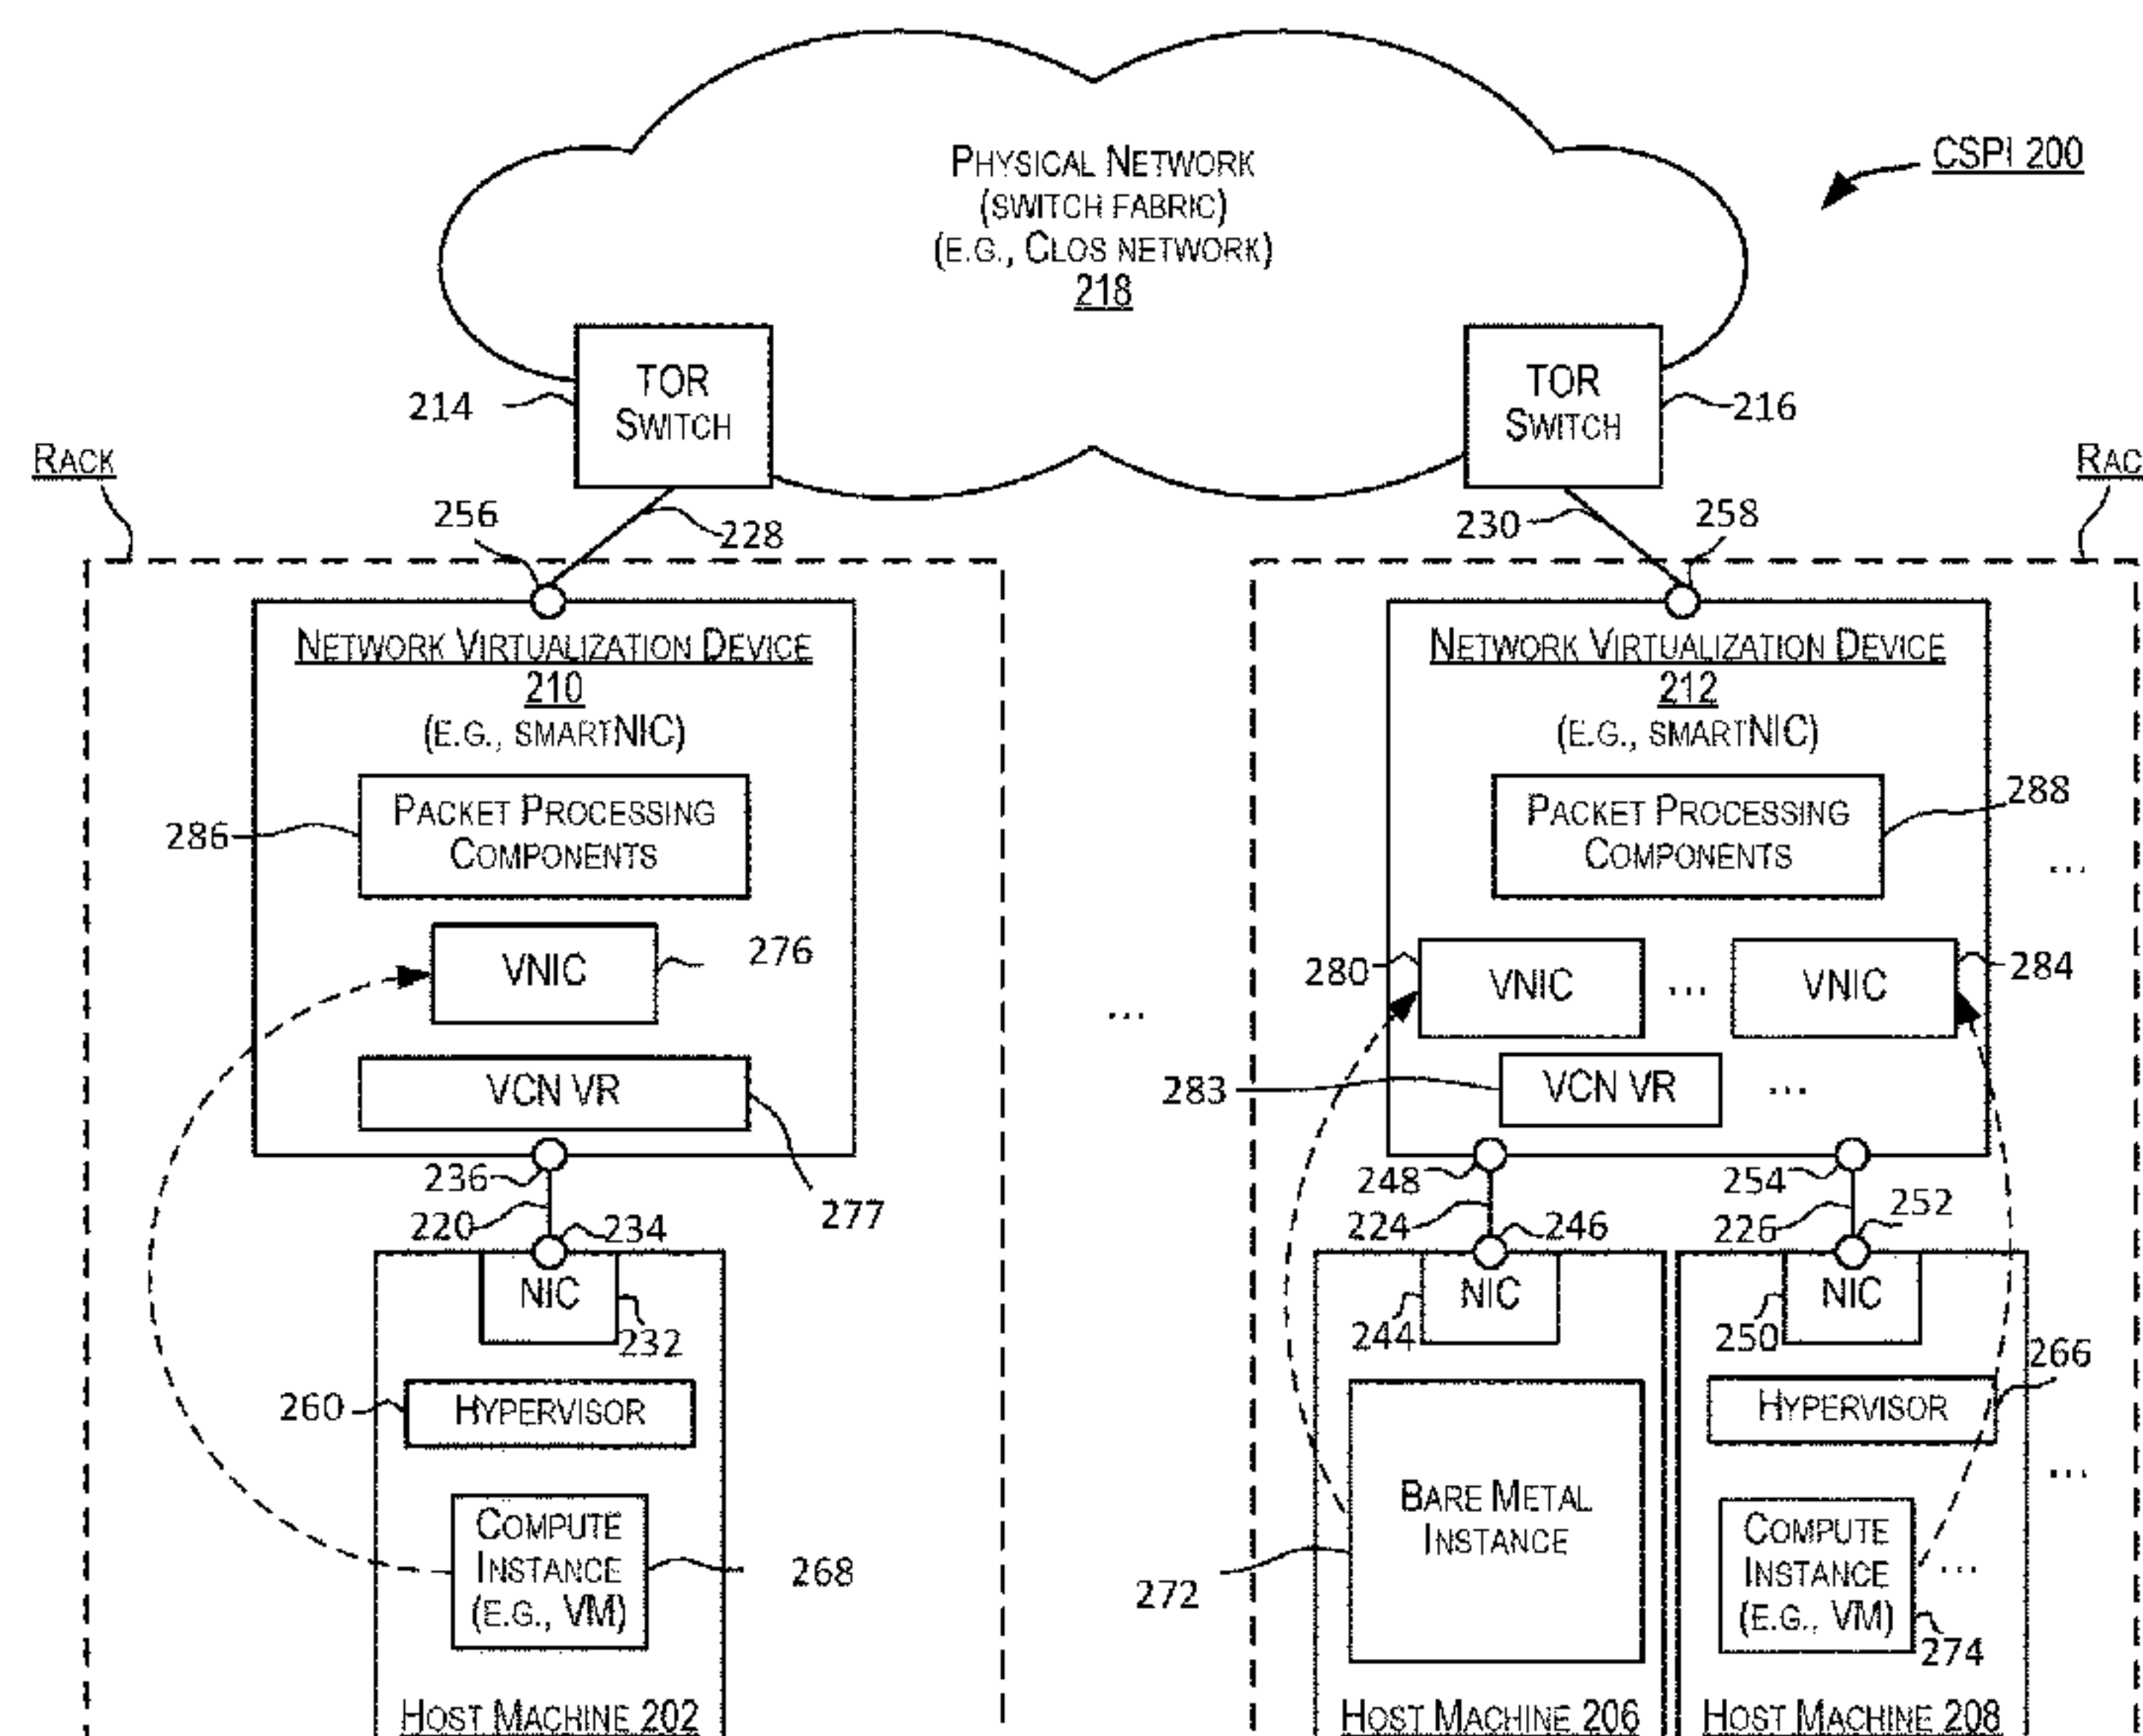 PHYSICAL NETWORK
(SWITCH FABRIC)
(E.G., CLOS NETWORK)
218
CSPI 200
TOR
SWITCH
214
TOR
SWITCH
216
RACK
RAC
256
228
230
258
NETWORK VIRTUALIZATION DEVICE
210
(E.G., SMARTNIC)
PACKET PROCESSING
COMPONENTS
286
VNIC
276
VCN VR
277
236
220
234
NIC
232
260
HYPERVISOR
COMPUTE
INSTANCE
(E.G., VM)
268
HOST MACHINE 202
...
NETWORK VIRTUALIZATION DEVICE
212
(E.G., SMARTNIC)
PACKET PROCESSING
COMPONENTS
288
...
280
VNIC
...
VNIC
284
283
VCN VR
...
248
224
246
254
226
252
NIC
244
BARE METAL
INSTANCE
272
HOST MACHINE 206
NIC
250
266
HYPERVISOR
...
COMPUTE
INSTANCE
(E.G., VM)
...
274
HOST MACHINE 208